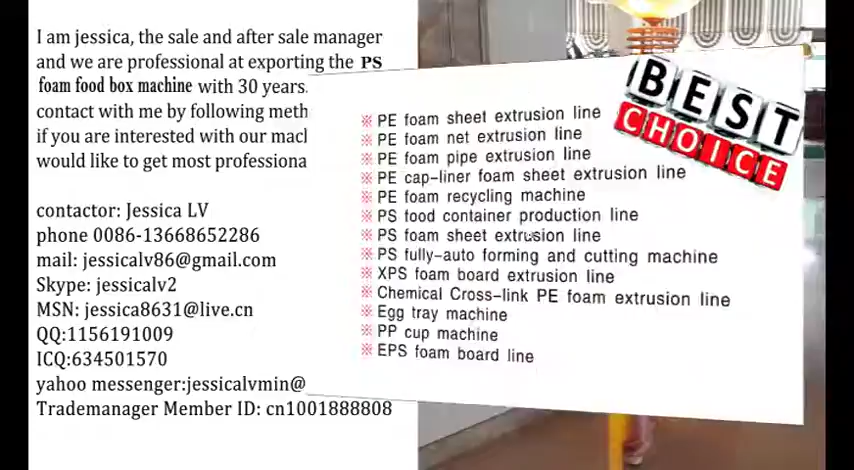 I am jessica, the sale and after sale manager
and we are professional at exporting the PS
foam food box machine with 30 years.
contact with me by following meth
if you are interested with our macl
would like to get most professiona
contactor: Jessica LV
phone 0086-13668652286
mail: jessicalv86@gmail.com
Skype: jessicalv2
MSN: jessica8631@live.cn
QQ:1156191009
ICQ:634501570
yahoo messenger:jessicalvmin@
Trademanager Member ID: cn1001888808
BEST
CHOICE
※ PE foam sheet extrusion line
※ PE foam net extrusion line
※ PE foam pipe extrusion line
※ PE cap-liner foam sheet extrusion line
※ PE foam recycling machine
※ PS food container production line
※ PS foam sheet extrusion line
※ PS fully-auto forming and cutting machine
※ XPS foam board extrusion line
※ Chemical Cross-link PE foam extrusion line
※ Egg tray machine
※ PP cup machine
※ EPS foam board line